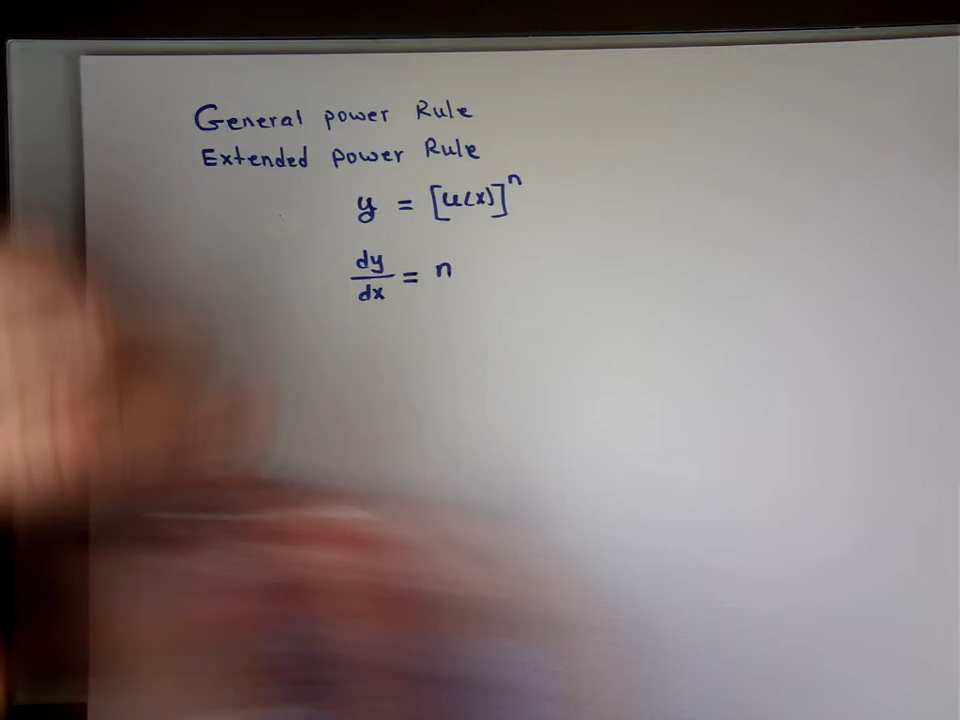 General power Rule
Extended power Rule
y = [u(x)]^n
dy/dx = n